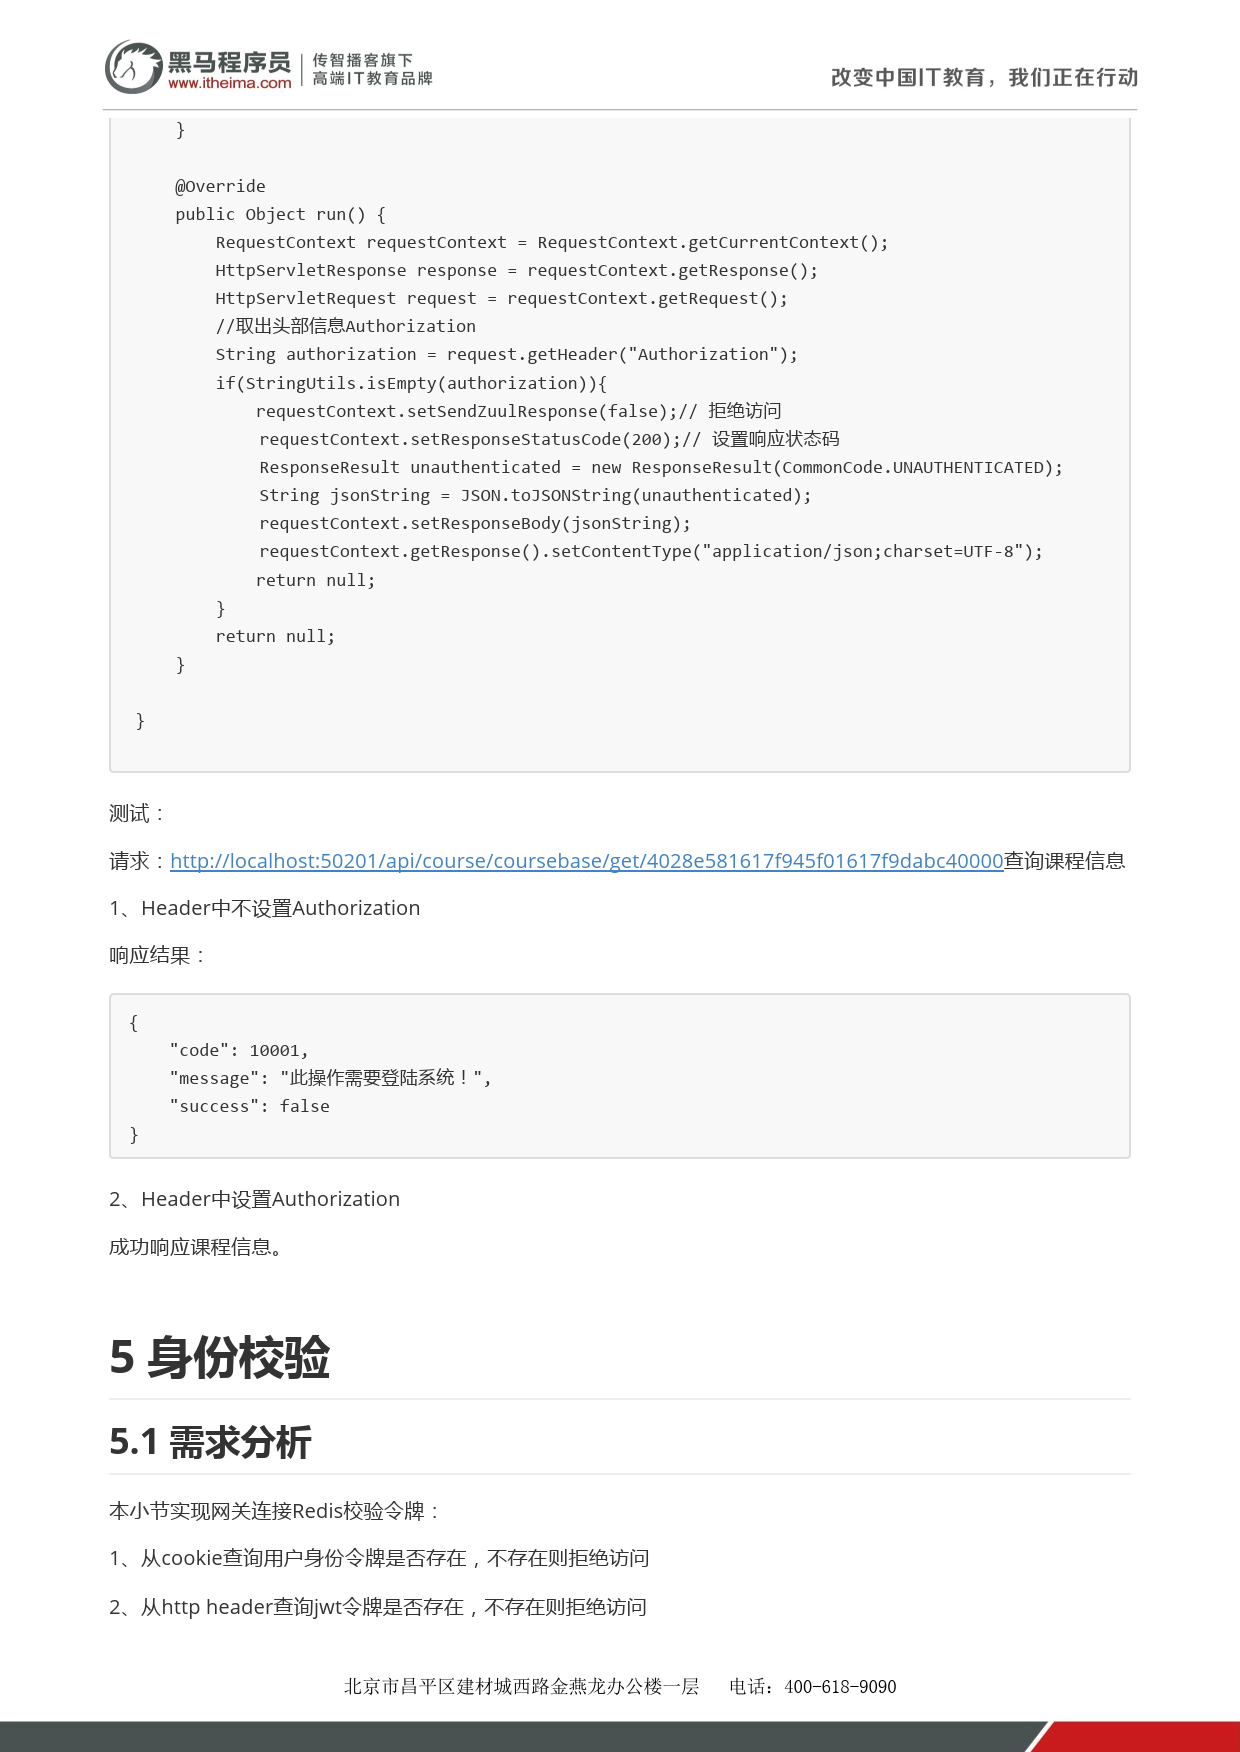 黑马程序员
www.itheima.com
传智播客旗下
高端IT教育品牌
改变中国IT教育，我们正在行动
    }

    @Override
    public Object run() {
        RequestContext requestContext = RequestContext.getCurrentContext();
        HttpServletResponse response = requestContext.getResponse();
        HttpServletRequest request = requestContext.getRequest();
        //取出头部信息Authorization
        String authorization = request.getHeader("Authorization");
        if(StringUtils.isEmpty(authorization)){
            requestContext.setSendZuulResponse(false);// 拒绝访问
            requestContext.setResponseStatusCode(200);// 设置响应状态码
            ResponseResult unauthenticated = new ResponseResult(CommonCode.UNAUTHENTICATED);
            String jsonString = JSON.toJSONString(unauthenticated);
            requestContext.setResponseBody(jsonString);
            requestContext.getResponse().setContentType("application/json;charset=UTF-8");
            return null;
        }
        return null;
    }

}
测试：
请求：http://localhost:50201/api/course/coursebase/get/4028e581617f945f01617f9dabc40000查询课程信息
1、Header中不设置Authorization
响应结果：
{
    "code": 10001,
    "message": "此操作需要登陆系统！",
    "success": false
}
2、Header中设置Authorization
成功响应课程信息。
5 身份校验
5.1 需求分析
本小节实现网关连接Redis校验令牌：
1、从cookie查询用户身份令牌是否存在，不存在则拒绝访问
2、从http header查询jwt令牌是否存在，不存在则拒绝访问
北京市昌平区建材城西路金燕龙办公楼一层 电话：400-618-9090